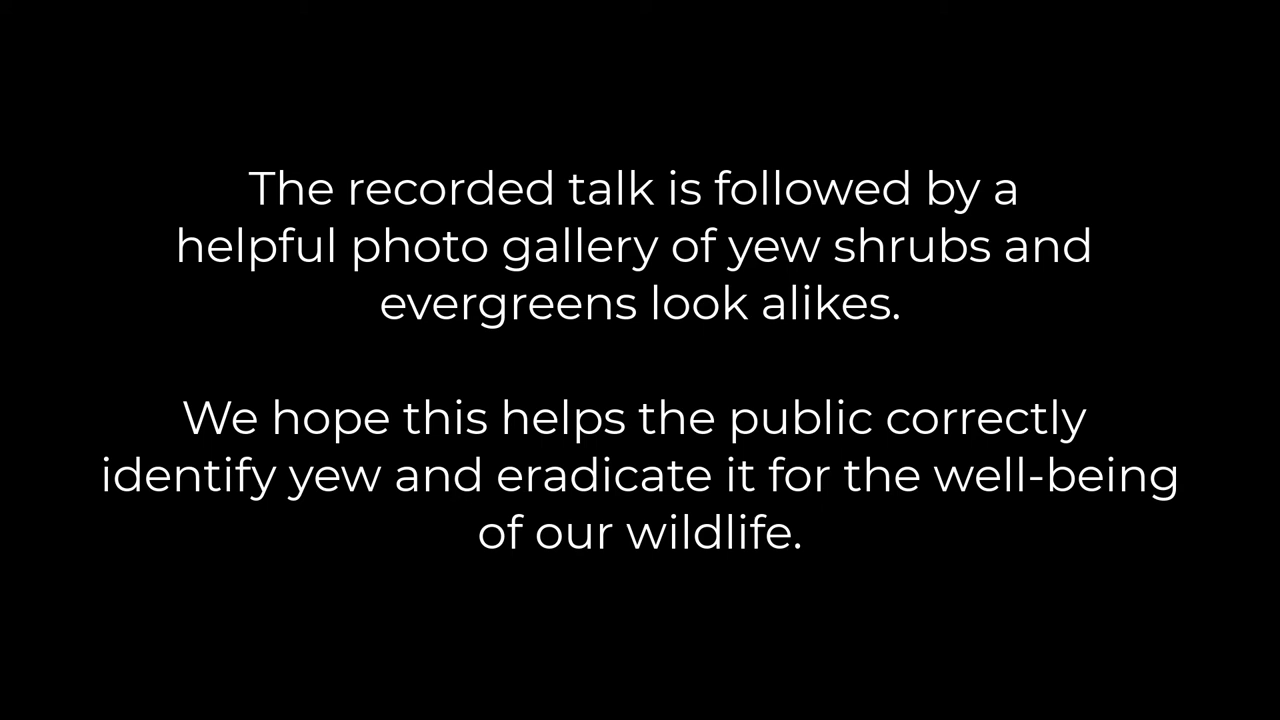 The recorded talk is followed by a
helpful photo gallery of yew shrubs and
evergreens look alikes.
We hope this helps the public correctly
identify yew and eradicate it for the well-being
of our wildlife.